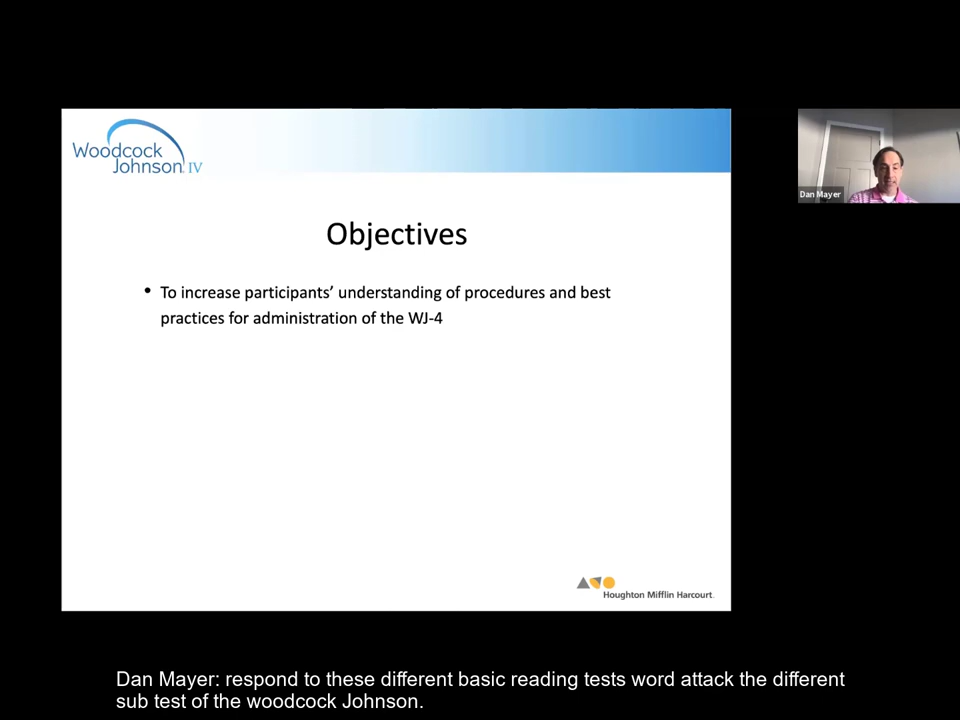 Woodcock
Johnson IV
Objectives
• To increase participants’ understanding of procedures and best
practices for administration of the WJ-4
Houghton Mifflin Harcourt
Dan Mayer
Dan Mayer: respond to these different basic reading tests word attack the different
sub test of the woodcock Johnson.